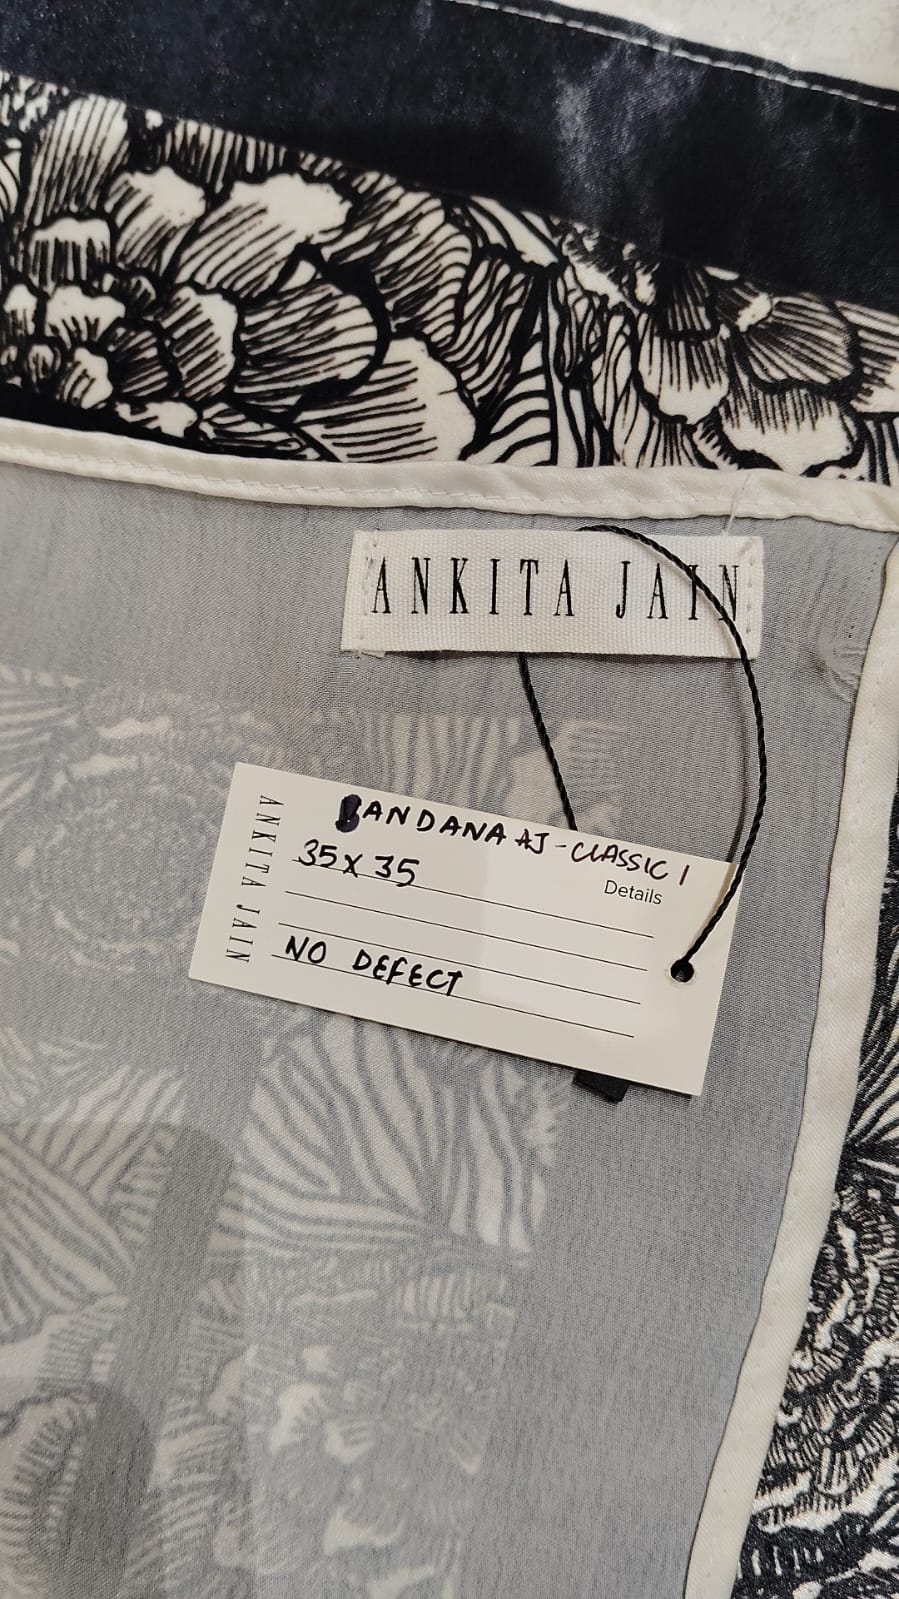 ANKITA JAIN
BANDANA AJ - CLASSIC 1
35 X 35
Details
NO DEFECT
ANKITA JAIN